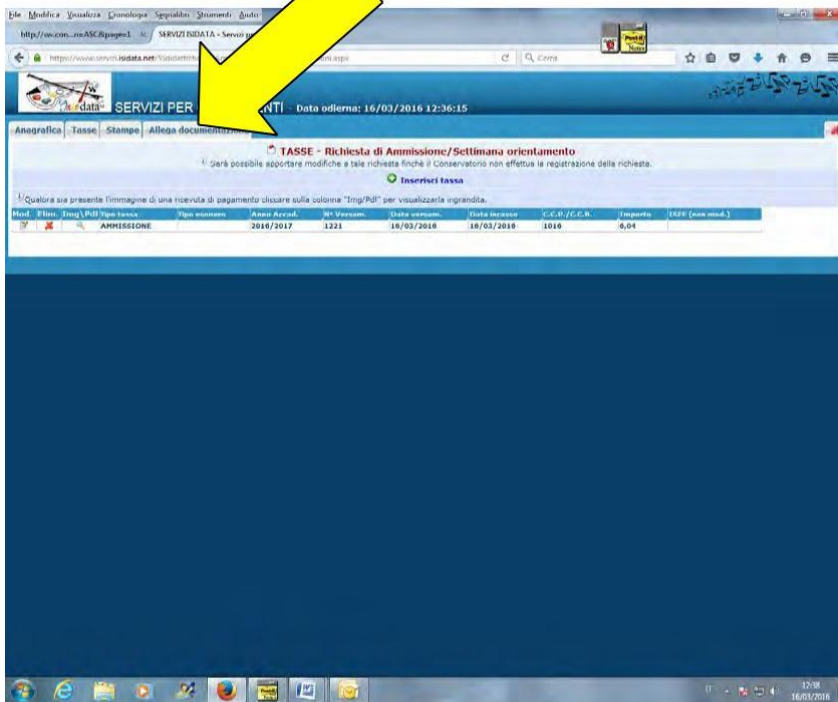 File Modifica Visualizza Cronologia Segnalibri Strumenti Aiuto
SERVIZI ISIDATA - Servizi
Cerca
SERVIZI PER NTI - Data odierna: 16/03/2016 12:36:15
Anagrafica Tasse Stampe Allega documentazione
TASSE - Richiesta di Ammissione/Settimana orientamento
Sarà possibile apportare modifiche a tale richiesta finchè il Conservatorio non effettua la registrazione della richiesta.
Inserisci tassa
Qualora sia presente l'immagine di una ricevuta di pagamento cliccare sulla colonna "Img/Pdf" per visualizzarla ingrandita.
Mod. Elim. Img\Pdf Tipo tassa Tipo esonero Anno Accad. N° Versam. Data versam. Data incasso C.C.P./C.C.B. Importo ISEE (non mod.)
AMMISSIONE 2016/2017 1221 16/03/2016 16/03/2016 1016 6,04
12:38
16/03/2016